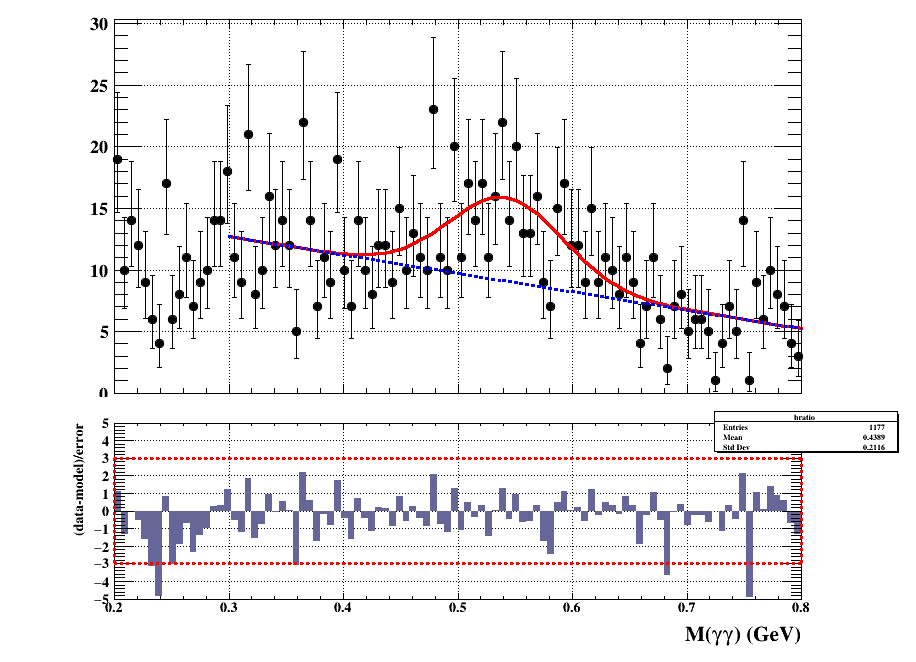 30
25
20
15
10
5
0
hratio
Entries 1177
Mean 0.4389
Std Dev 0.2116
(data-model)/error
5
4
3
2
1
0
−1
−2
−3
−4
−5
0.2 0.3 0.4 0.5 0.6 0.7 0.8
M(γγ) (GeV)